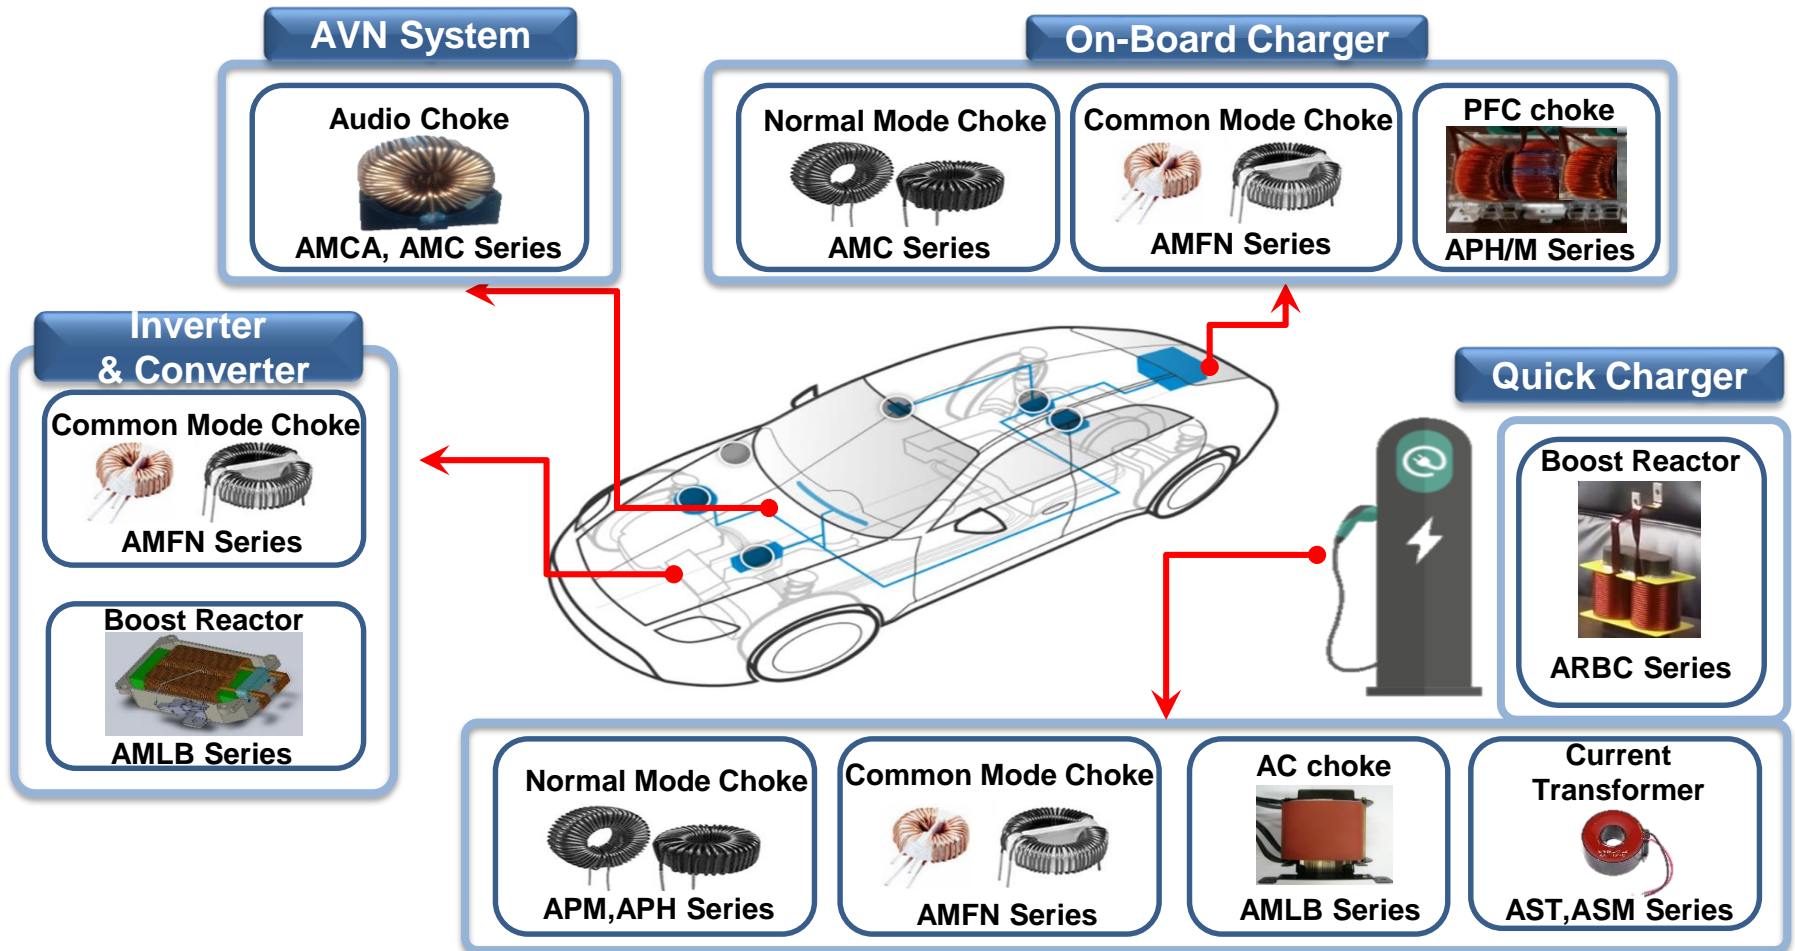 AVN System
Audio Choke
AMCA, AMC Series
On-Board Charger
Normal Mode Choke
AMC Series
Common Mode Choke
AMFN Series
PFC choke
APH/M Series
Inverter
& Converter
Common Mode Choke
AMFN Series
Boost Reactor
AMLB Series
Quick Charger
Boost Reactor
ARBC Series
Normal Mode Choke
APM,APH Series
Common Mode Choke
AMFN Series
AC choke
AMLB Series
Current
Transformer
AST,ASM Series